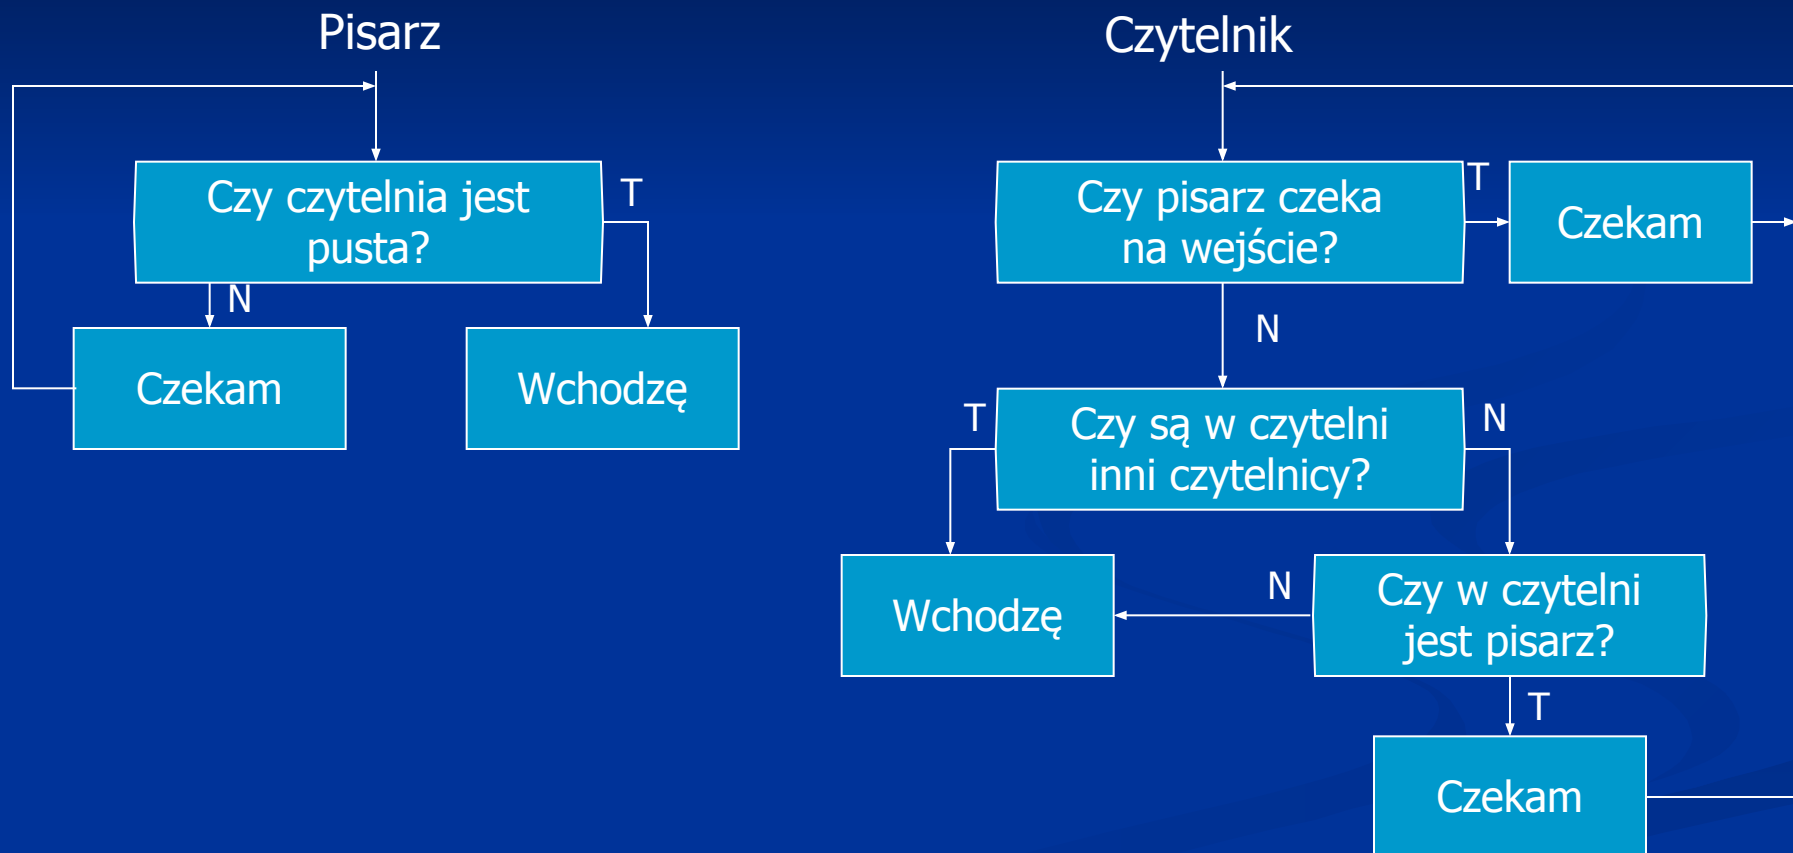 Pisarz
Czy czytelnia jest
pusta?
T
N
Czekam
Wchodzę
Czytelnik
Czy pisarz czeka
na wejście?
T
Czekam
N
Czy są w czytelni
inni czytelnicy?
T
N
Wchodzę
N
Czy w czytelni
jest pisarz?
T
Czekam